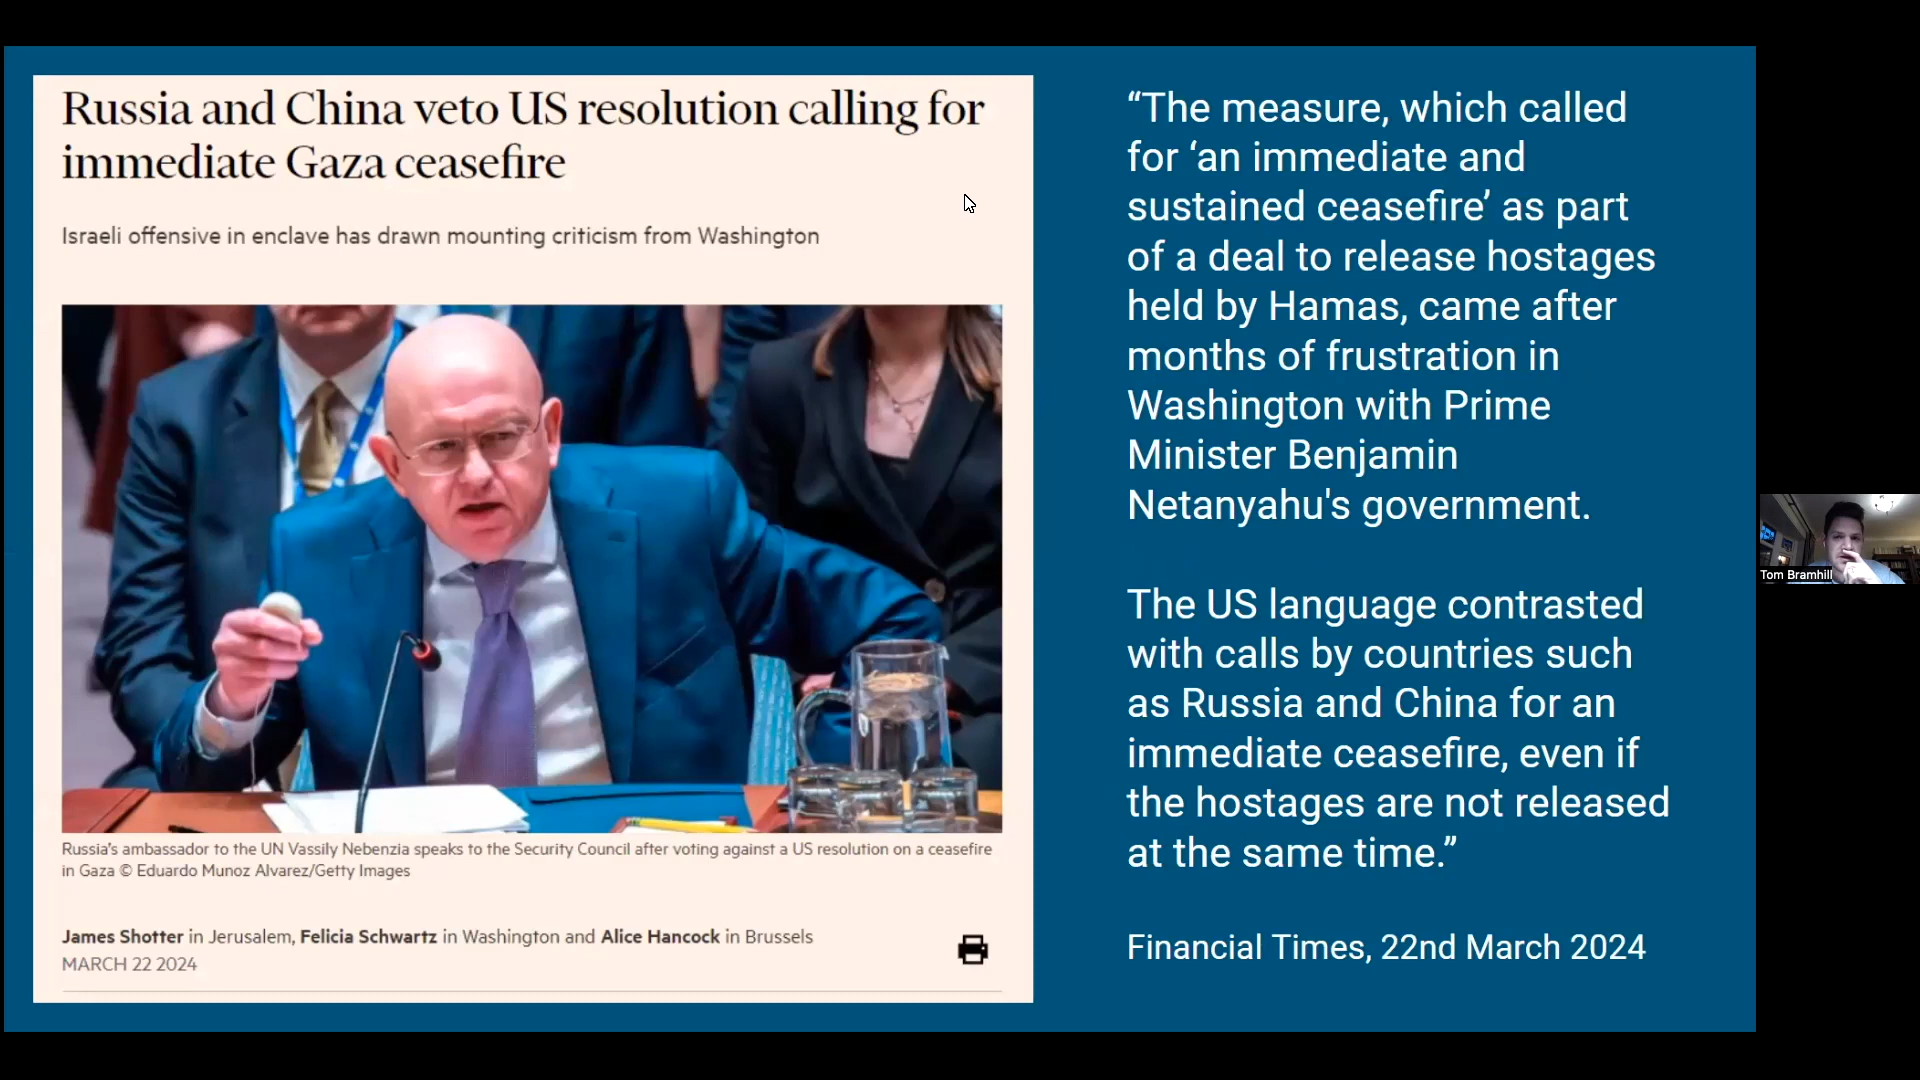 Russia and China veto US resolution calling for
immediate Gaza ceasefire
Israeli offensive in enclave has drawn mounting criticism from Washington
Russia's ambassador to the UN Vassily Nebenzia speaks to the Security Council after voting against a US resolution on a ceasefire
in Gaza © Eduardo Munoz Alvarez/Getty Images
James Shotter in Jerusalem, Felicia Schwartz in Washington and Alice Hancock in Brussels
MARCH 22 2024
“The measure, which called
for ‘an immediate and
sustained ceasefire’ as part
of a deal to release hostages
held by Hamas, came after
months of frustration in
Washington with Prime
Minister Benjamin
Netanyahu's government.
The US language contrasted
with calls by countries such
as Russia and China for an
immediate ceasefire, even if
the hostages are not released
at the same time.”
Financial Times, 22nd March 2024
Tom Bramhill